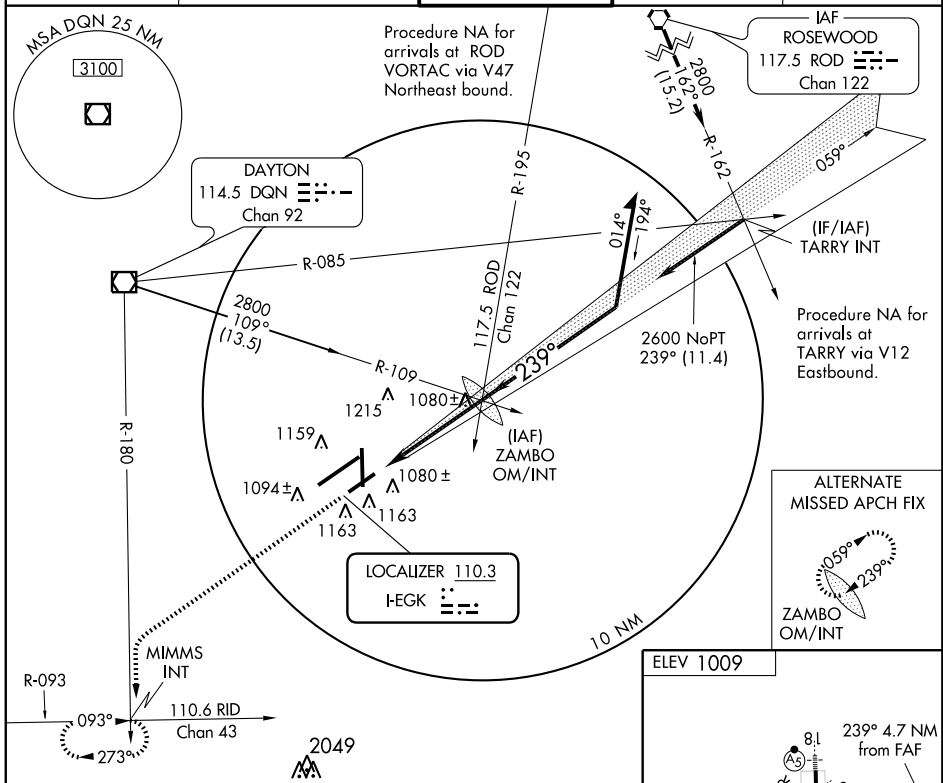 MSA DQN 25 NM
3100
Procedure NA for
arrivals at ROD
VORTAC via V47
Northeast bound.
IAF
ROSEWOOD
117.5 ROD
Chan 122
2800
162°
(15.2)
R-162
059°
R-195
DAYTON
114.5 DQN
Chan 92
014°
194°
(IF/IAF)
TARRY INT
R-085
117.5 ROD
Chan 122
2800
109°
(13.5)
R-109
239°
2600 NoPT
239° (11.4)
Procedure NA for
arrivals at
TARRY via V12
Eastbound.
R-180
1215
1080±
1159
(IAF)
ZAMBO
OM/INT
1094±
1080±
1163
1163
LOCALIZER 110.3
I-EGK
10 NM
ALTERNATE
MISSED APCH FIX
059°
239°
ZAMBO
OM/INT
MIMMS
INT
R-093
093°
110.6 RID
Chan 43
273°
2049
ELEV 1009
239° 4.7 NM
from FAF
A5